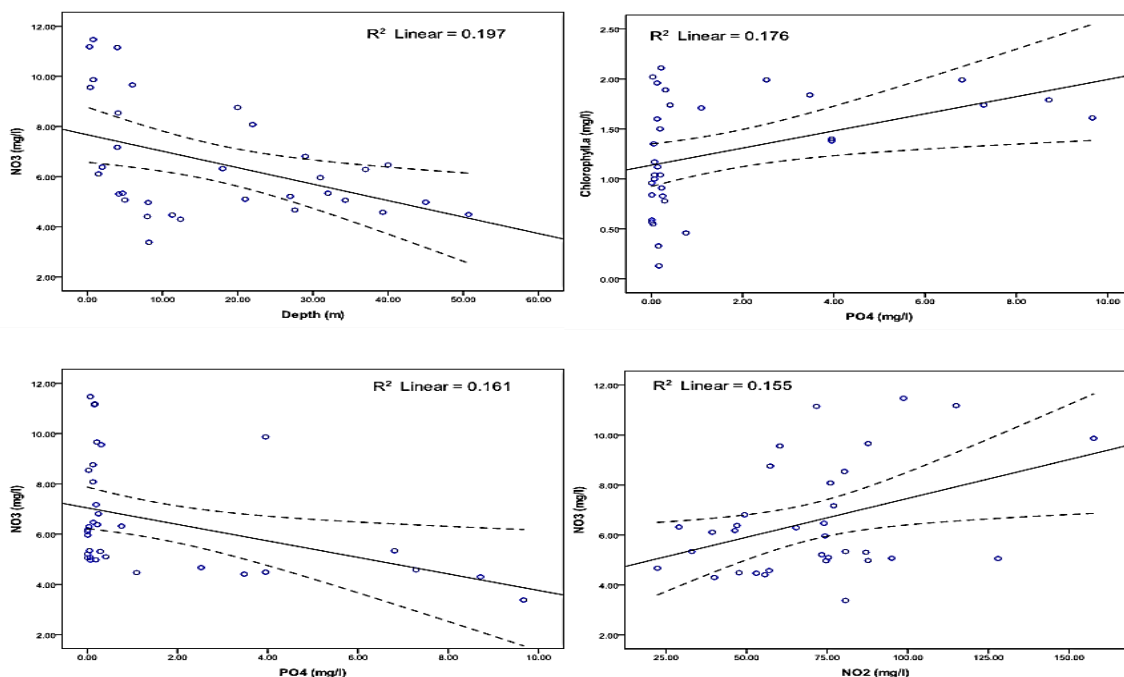 R² Linear = 0.197
12.00
10.00
8.00
6.00
4.00
2.00
NO3 (mg/l)
0.00 10.00 20.00 30.00 40.00 50.00 60.00
Depth (m)
R² Linear = 0.176
2.50
2.00
1.50
1.00
0.50
0.00
Chlorophyll.a (mg/l)
0.00 2.00 4.00 6.00 8.00 10.00
PO4 (mg/l)
R² Linear = 0.161
12.00
10.00
8.00
6.00
4.00
2.00
NO3 (mg/l)
0.00 2.00 4.00 6.00 8.00 10.00
PO4 (mg/l)
R² Linear = 0.155
12.00
10.00
8.00
6.00
4.00
2.00
NO3 (mg/l)
25.00 50.00 75.00 100.00 125.00 150.00
NO2 (mg/l)